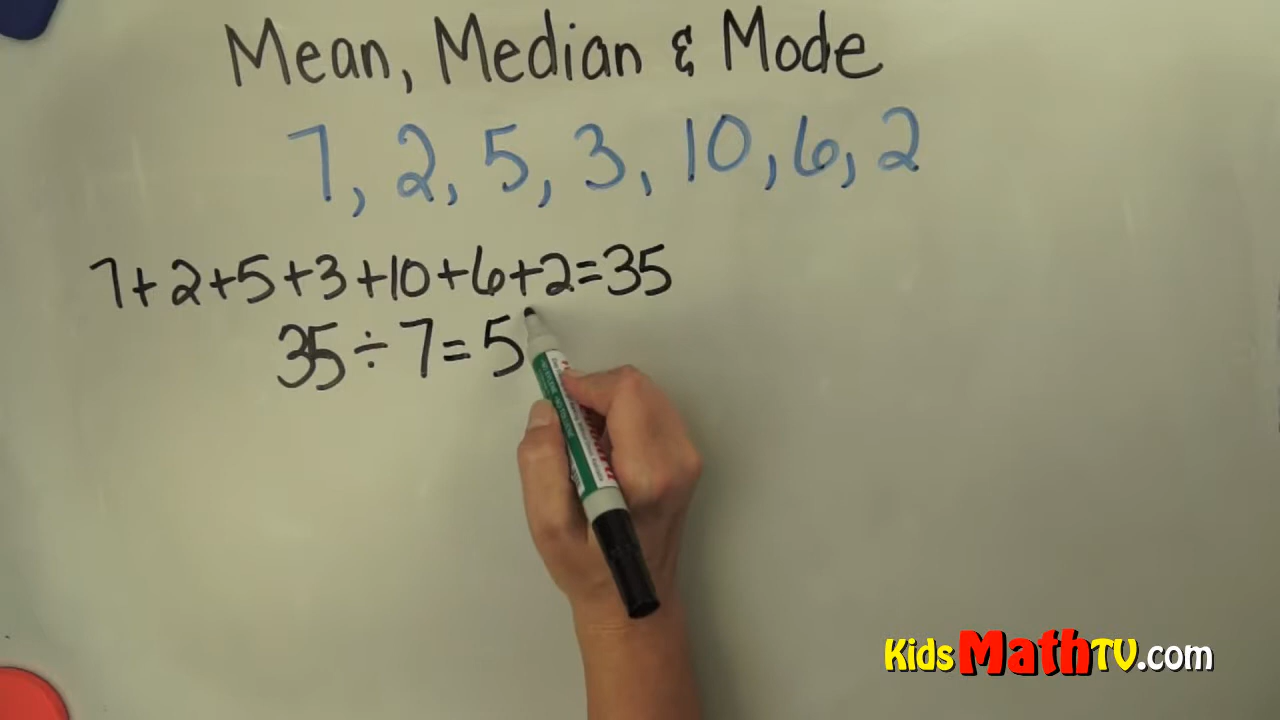 Mean, Median & Mode
7, 2, 5, 3, 10, 6, 2
7+2+5+3+10+6+2=35
35÷7=5
KidsMathTV.com